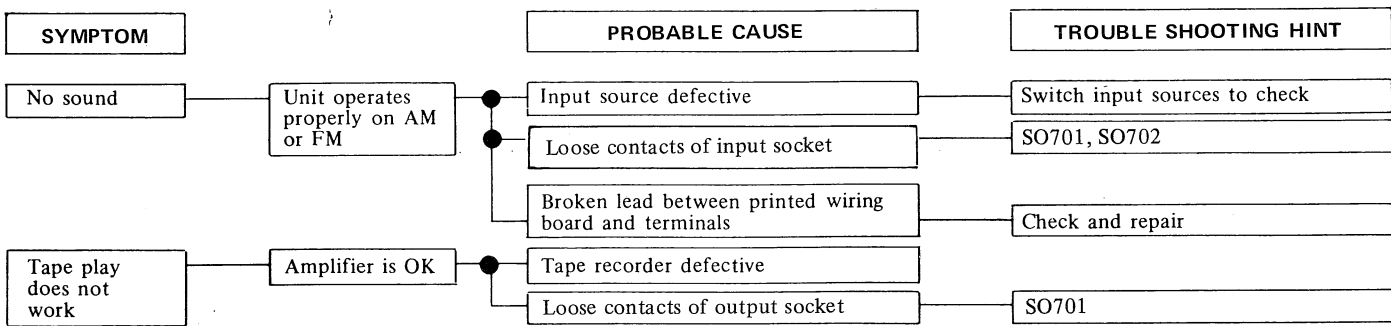 SYMPTOM
PROBABLE CAUSE
TROUBLE SHOOTING HINT
No sound
Unit operates
properly on AM
or FM
Input source defective
Switch input sources to check
Loose contacts of input socket
SO701, SO702
Broken lead between printed wiring
board and terminals
Check and repair
Tape play
does not
work
Amplifier is OK
Tape recorder defective
Loose contacts of output socket
SO701